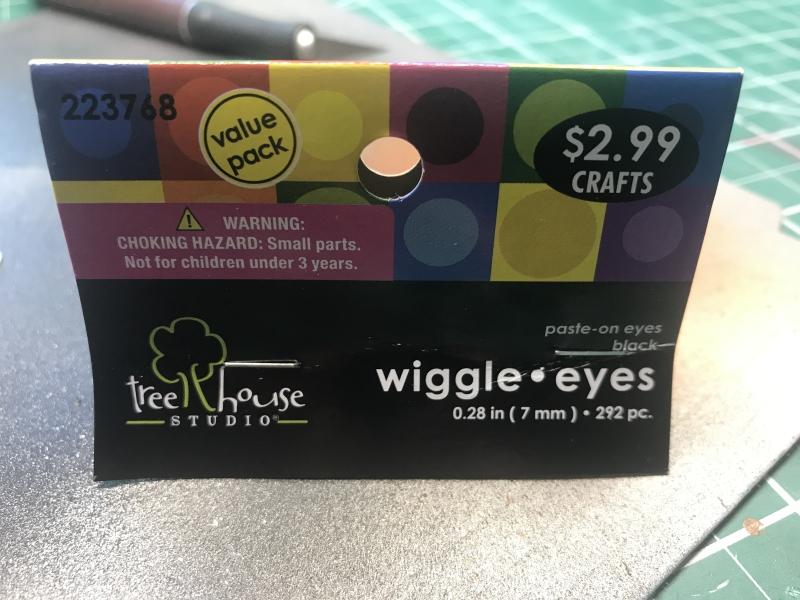 223768
value
pack
$2.99
CRAFTS
WARNING:
CHOKING HAZARD: Small parts.
Not for children under 3 years.
tree house
STUDIO®
paste-on eyes
black
wiggle•eyes
0.28 in ( 7 mm ) • 292 pc.